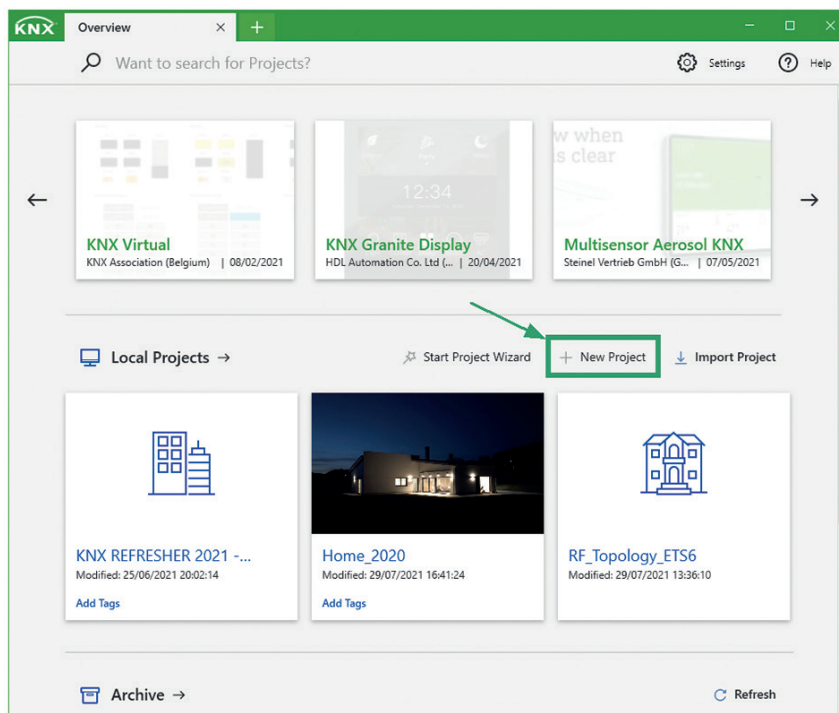 KNX
Overview
Want to search for Projects?
Settings
Help
12:34
w when
is clear
KNX Virtual
KNX Association (Belgium) | 08/02/2021
KNX Granite Display
HDL Automation Co. Ltd (... | 20/04/2021
Multisensor Aerosol KNX
Steinel Vertrieb GmbH (G... | 07/05/2021
Local Projects
Start Project Wizard
New Project
Import Project
KNX REFRESHER 2021 -...
Modified: 25/06/2021 20:02:14
Add Tags
Home_2020
Modified: 29/07/2021 16:41:24
Add Tags
RF_Topology_ETS6
Modified: 29/07/2021 13:36:10
Archive
Refresh